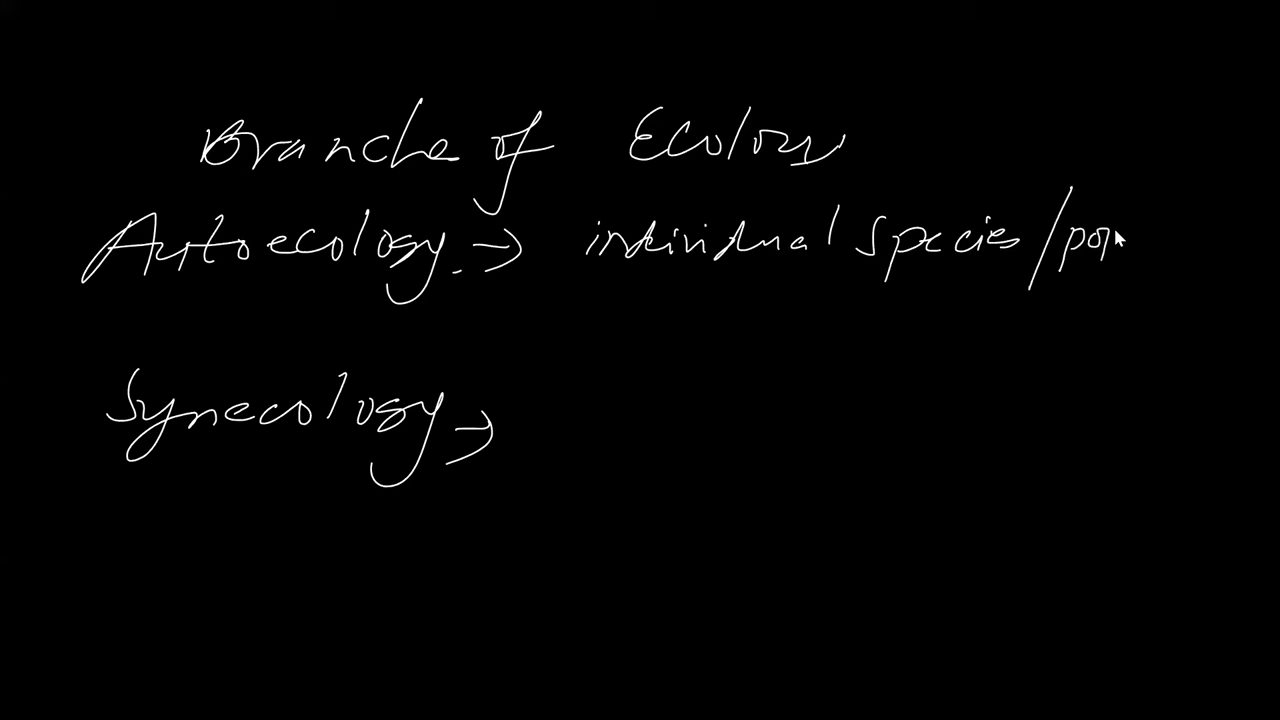 Branche of Ecology
Autoecology. → individual species/pop
Synecology →